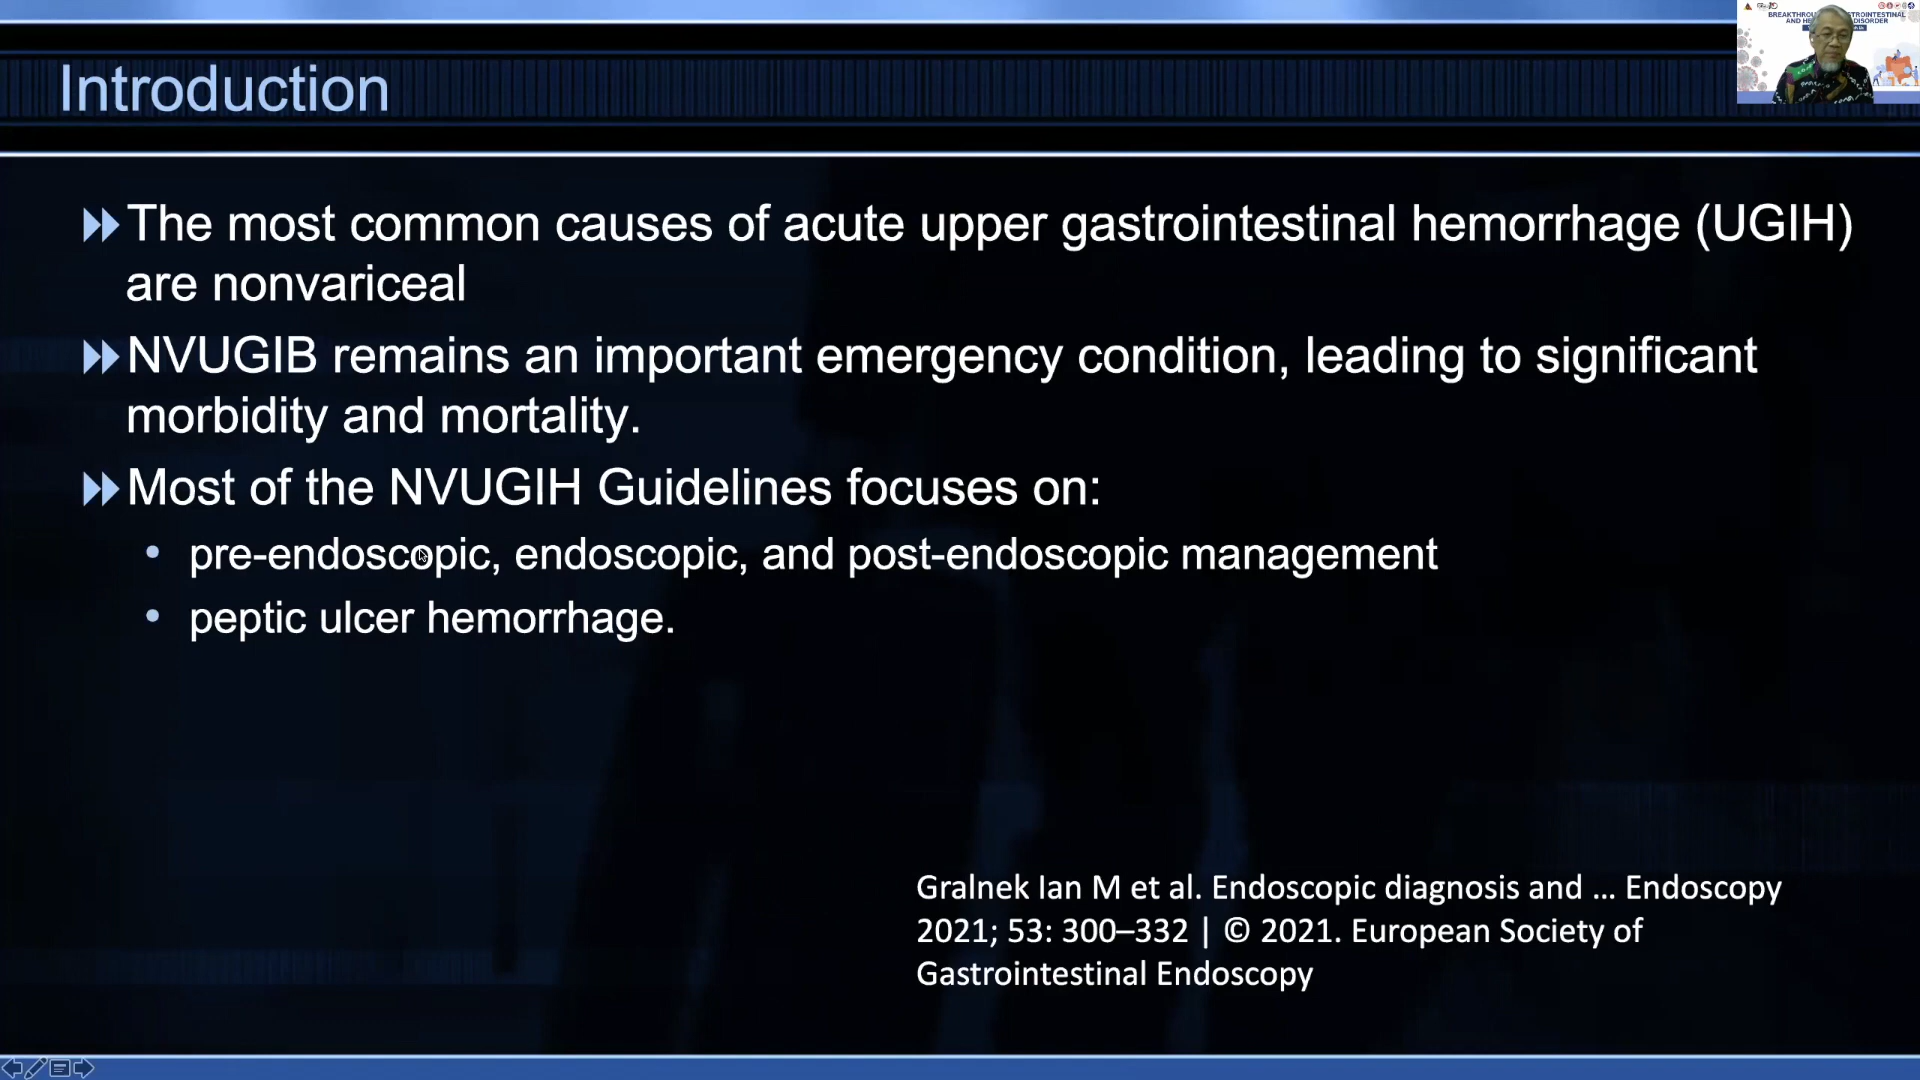 Introduction
The most common causes of acute upper gastrointestinal hemorrhage (UGIH)
are nonvariceal
NVUGIB remains an important emergency condition, leading to significant
morbidity and mortality.
Most of the NVUGIH Guidelines focuses on:
• pre-endoscopic, endoscopic, and post-endoscopic management
• peptic ulcer hemorrhage.
Gralnek Ian M et al. Endoscopic diagnosis and ... Endoscopy
2021; 53: 300–332 | © 2021. European Society of
Gastrointestinal Endoscopy